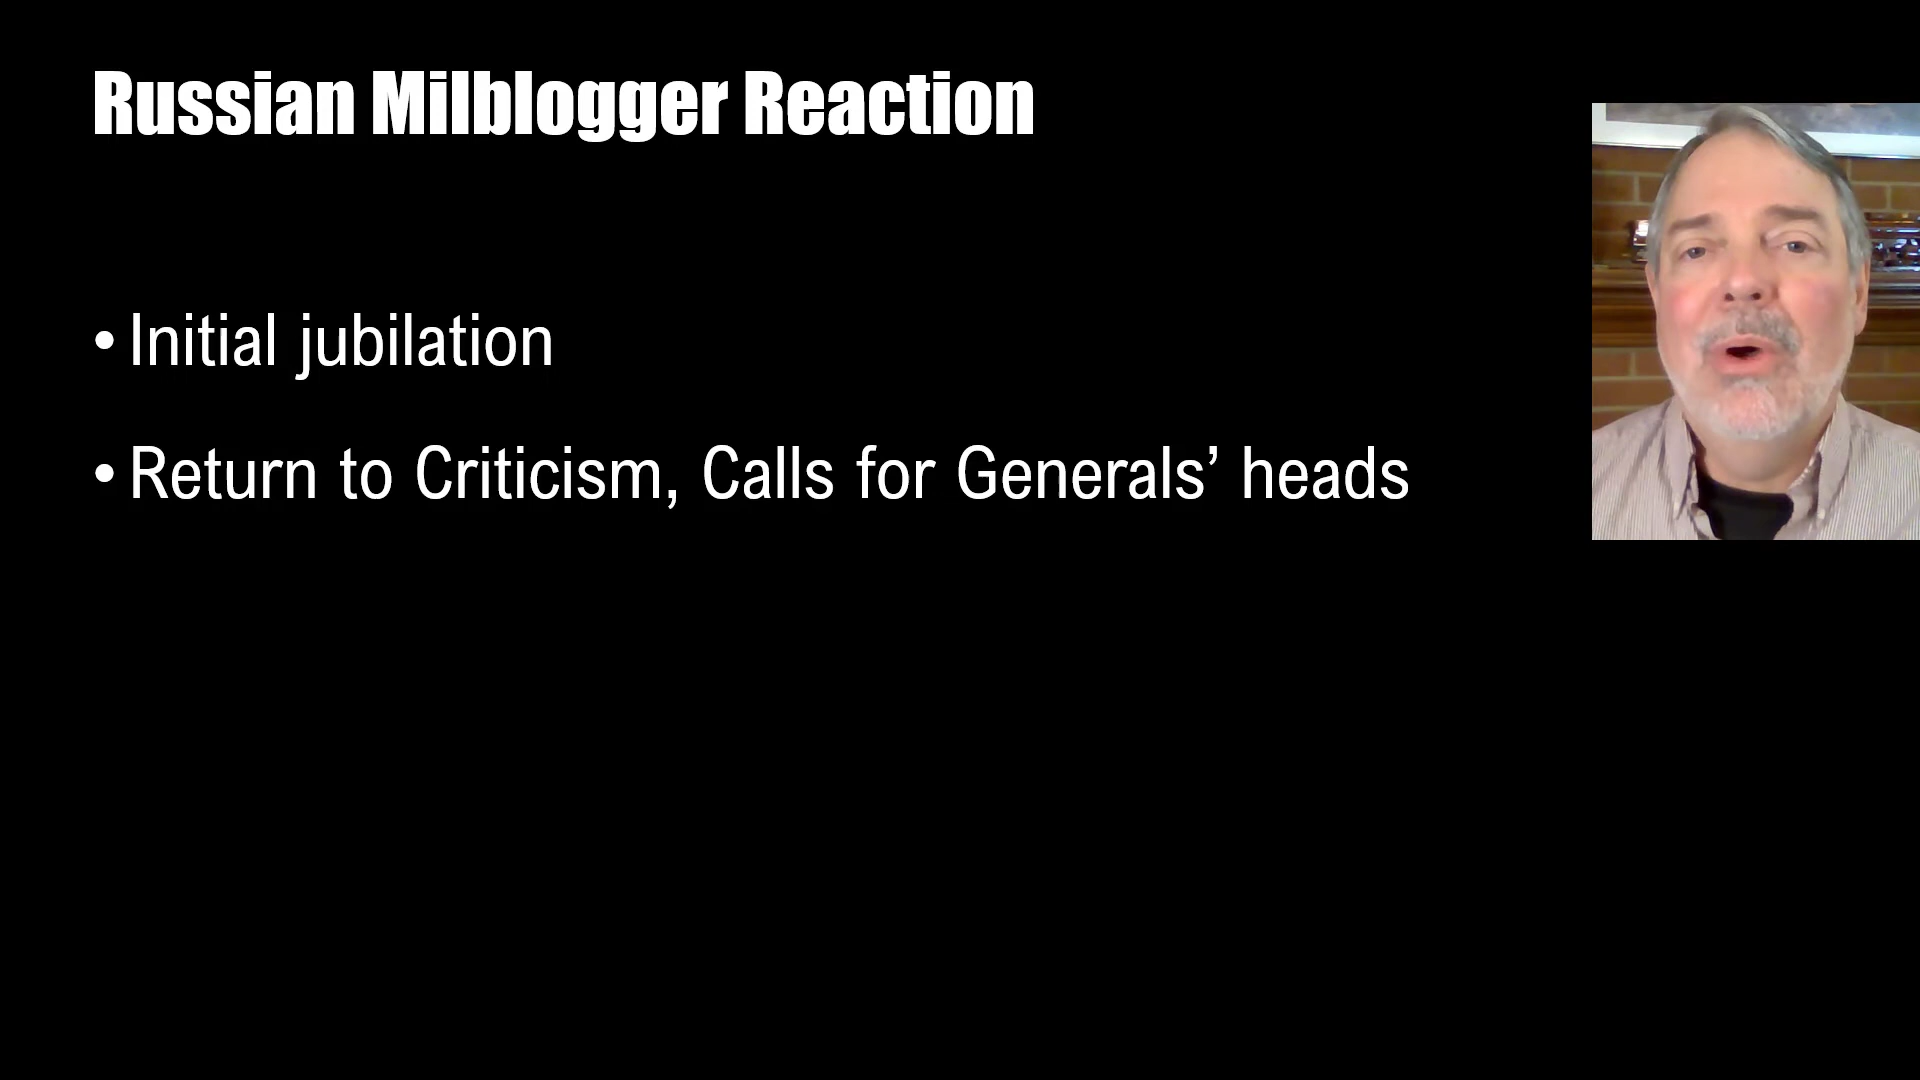 Russian Milblogger Reaction
• Initial jubilation
• Return to Criticism, Calls for Generals’ heads